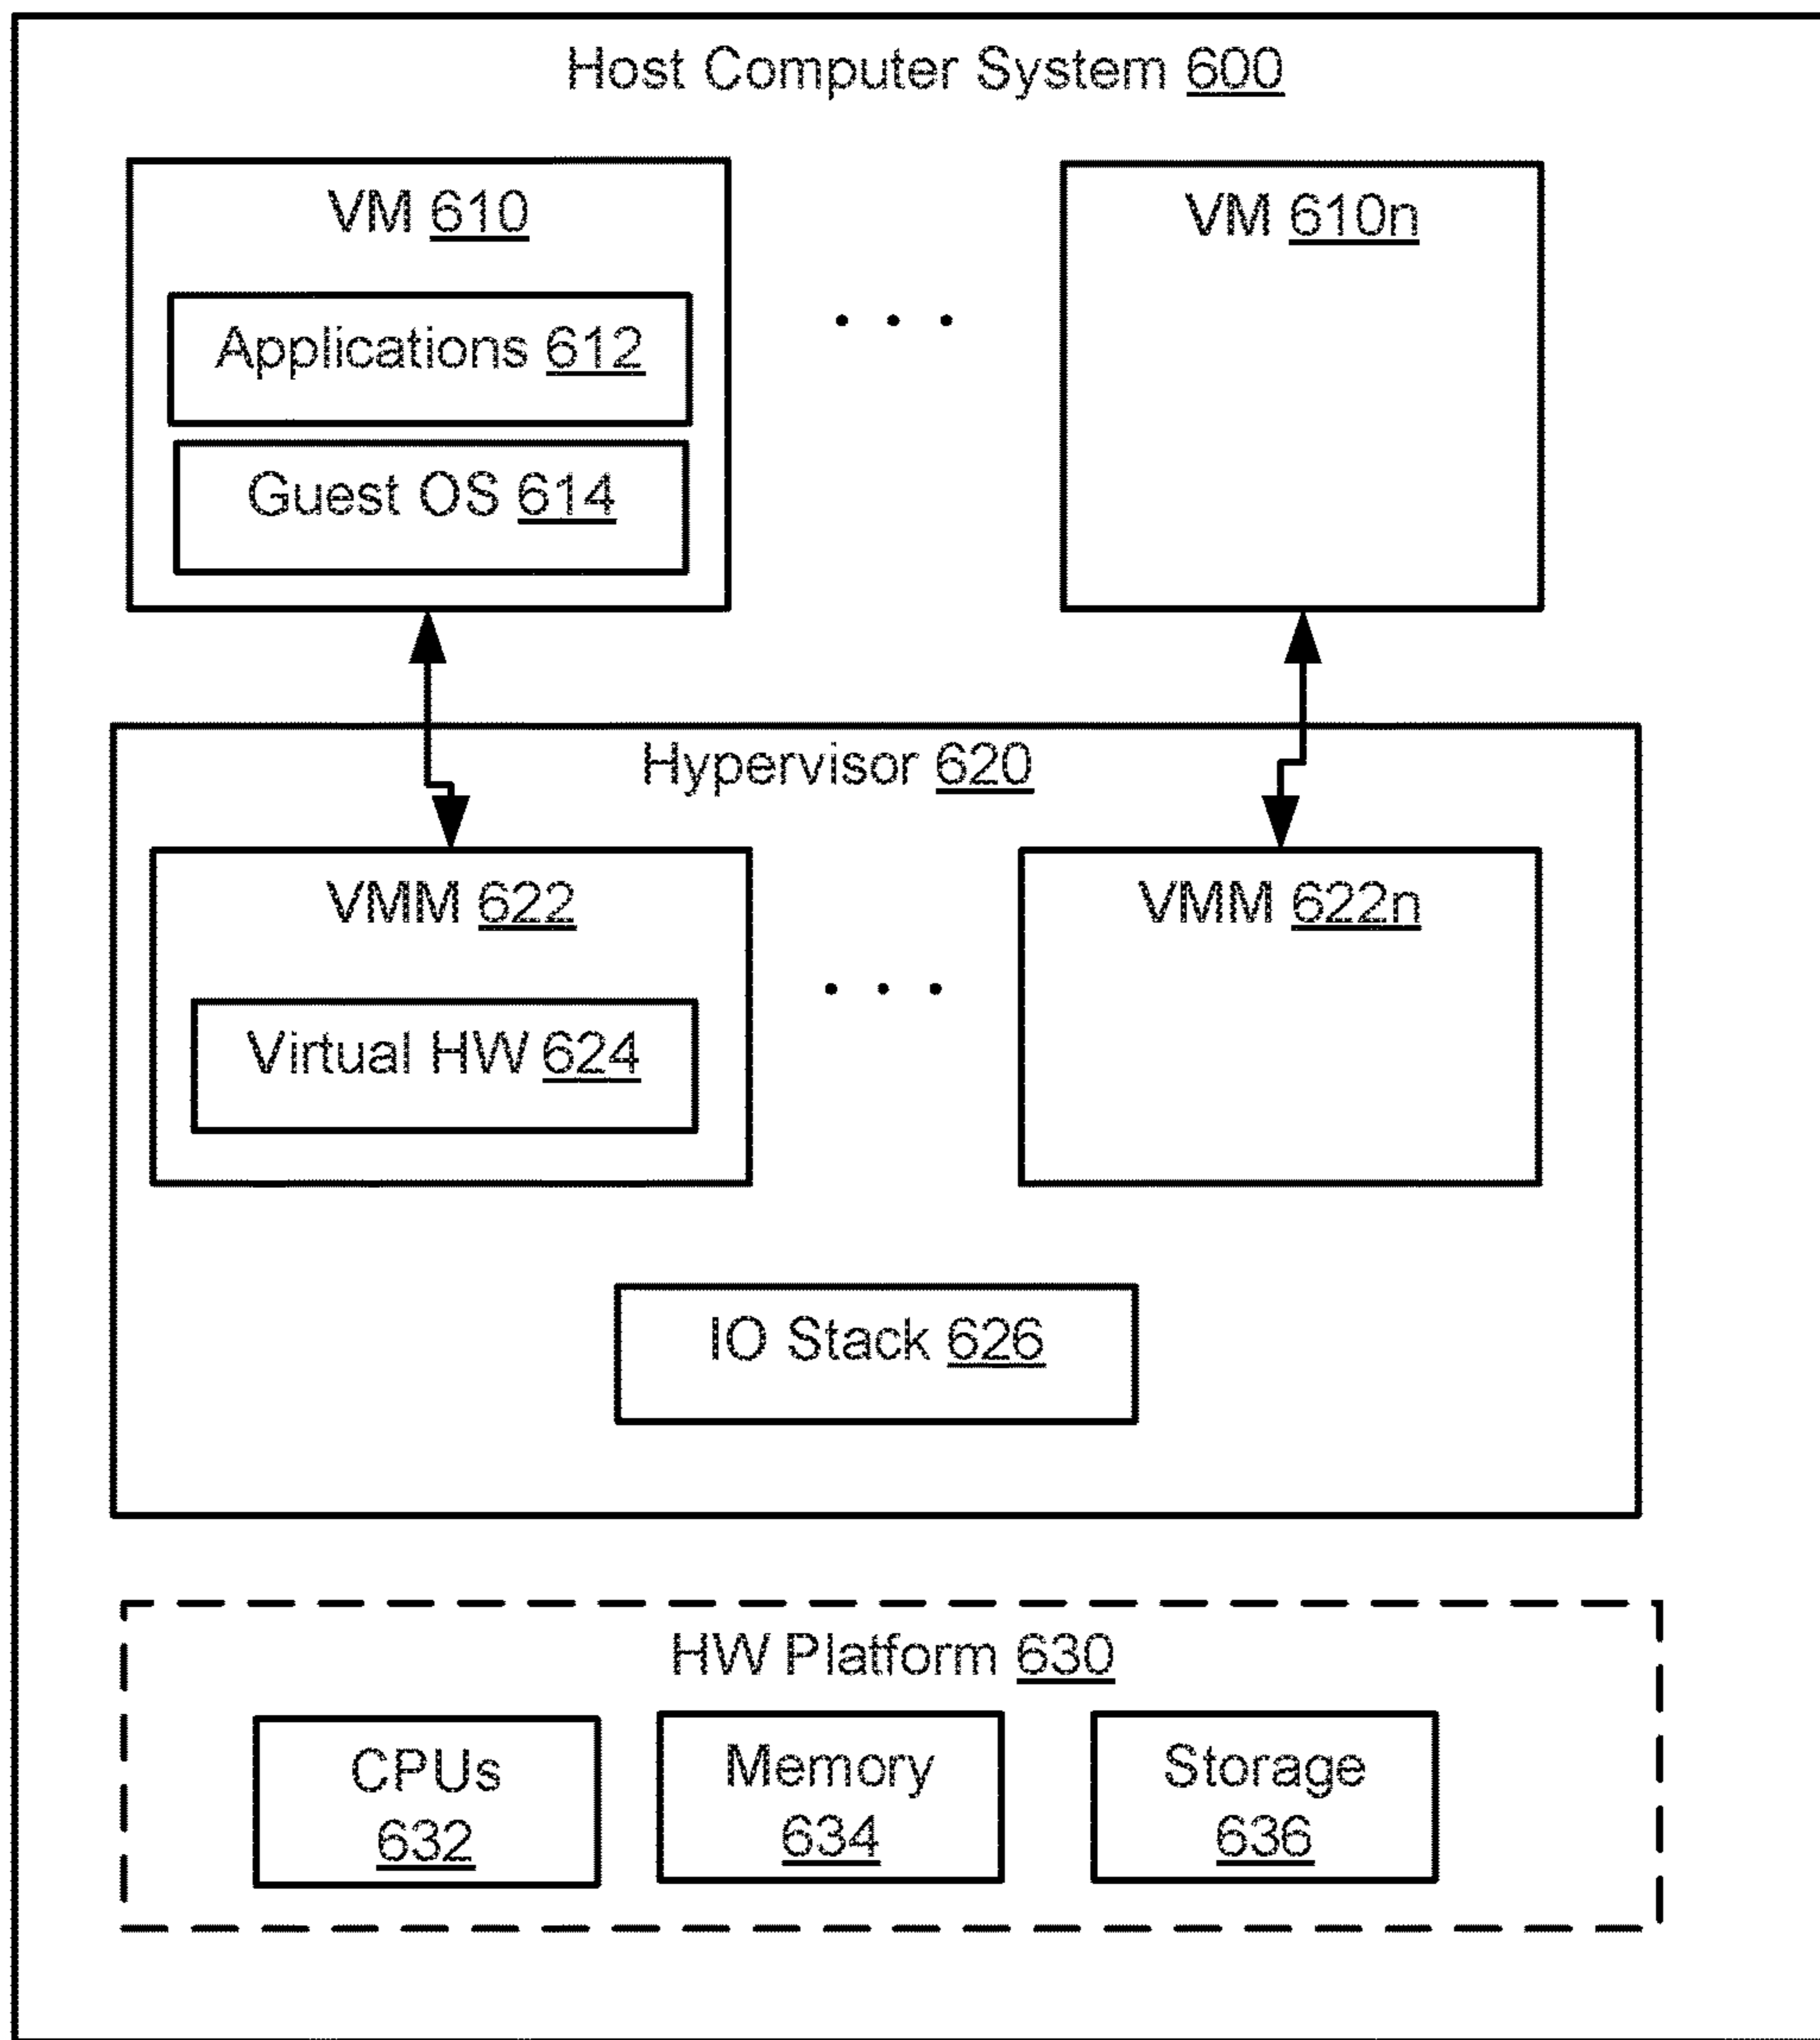 Host Computer System 600
VM 610
VM 610n
Applications 612
Guest OS 614
. . .
Hypervisor 620
VMM 622
VMM 622n
Virtual HW 624
. . .
IO Stack 626
HW Platform 630
CPUs
632
Memory
634
Storage
636